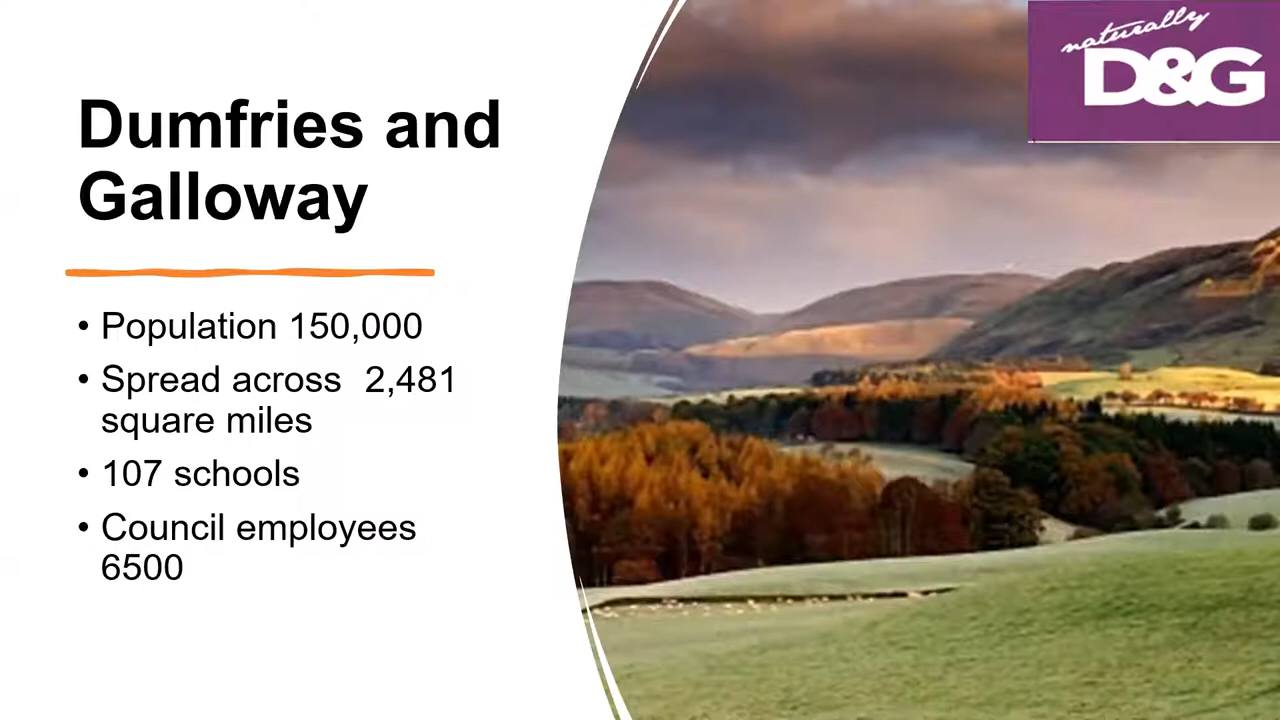 Dumfries and
Galloway
• Population 150,000
• Spread across  2,481
square miles
• 107 schools
• Council employees
6500
naturally
D&G